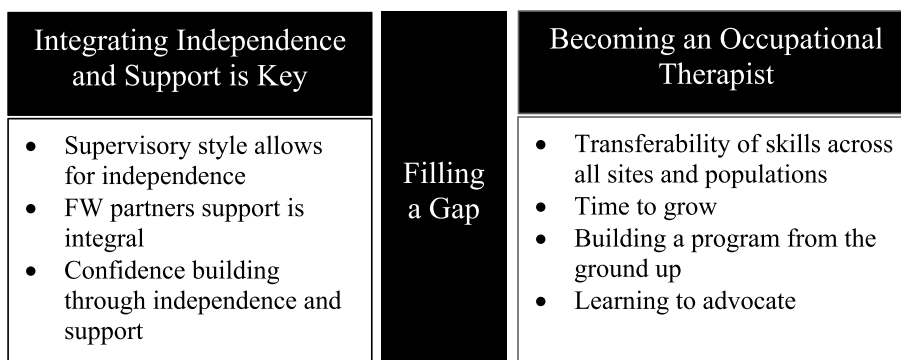 Integrating Independence
and Support is Key
• Supervisory style allows
for independence
• FW partners support is
integral
• Confidence building
through independence and
support
Filling
a Gap
Becoming an Occupational
Therapist
• Transferability of skills across
all sites and populations
• Time to grow
• Building a program from the
ground up
• Learning to advocate